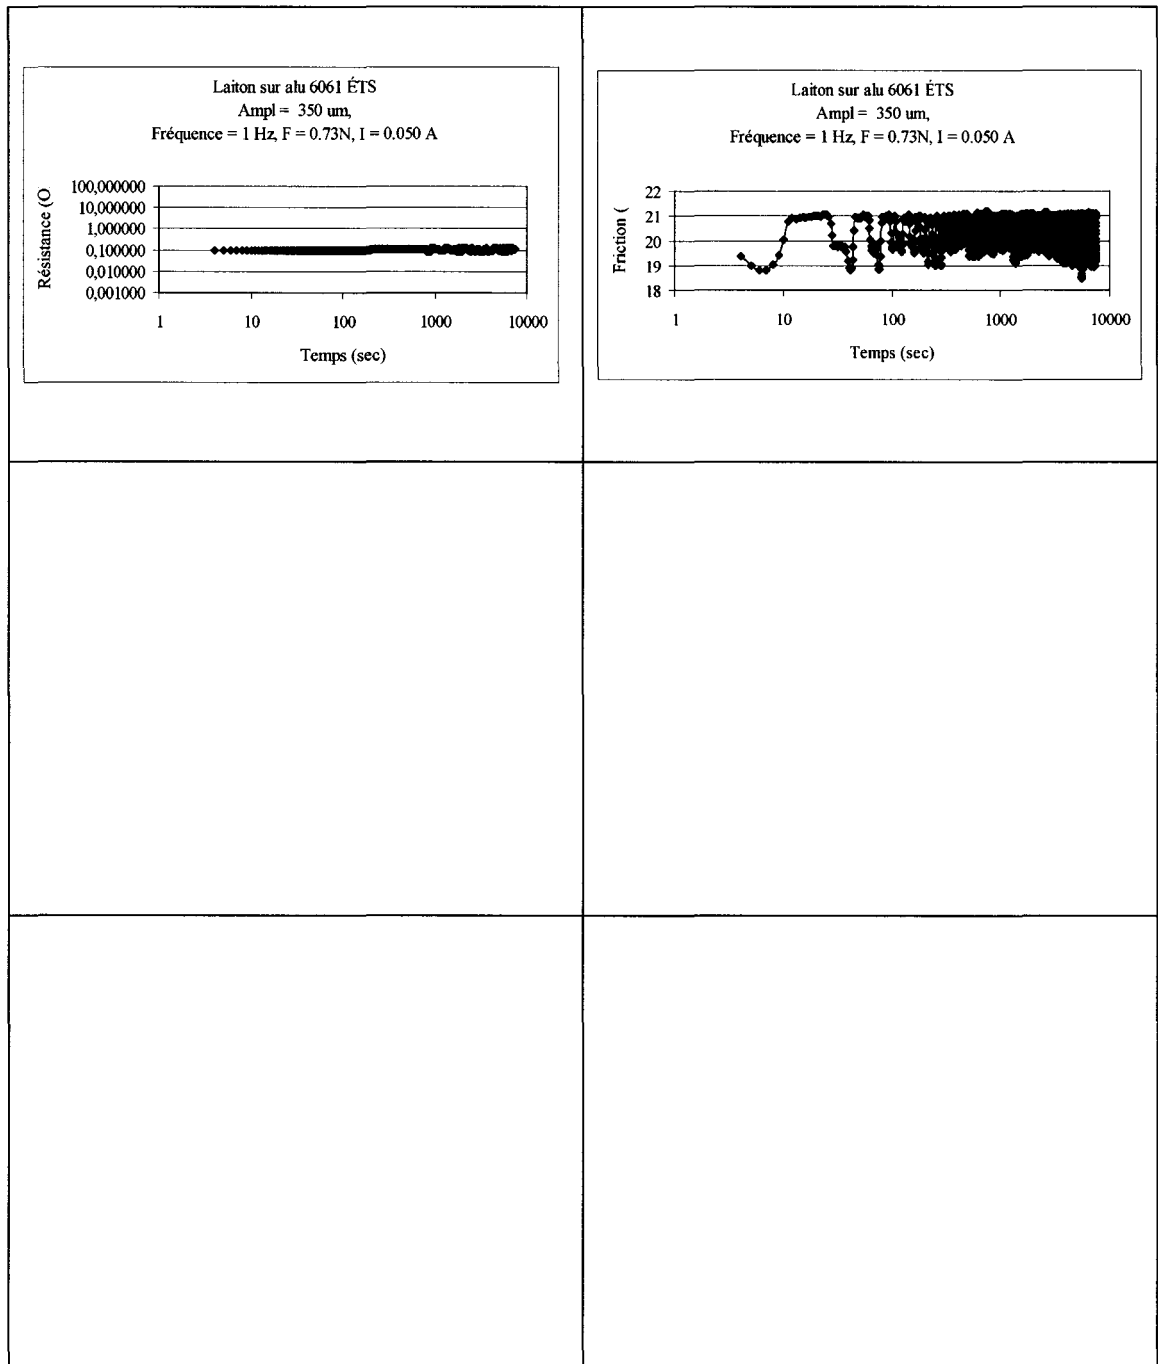 Laiton sur alu 6061 ÉTS
Ampl = 350 um,
Fréquence = 1 Hz, F = 0.73N, I = 0.050 A
Résistance (O
100,000000
10,000000
1,000000
0,100000
0,010000
0,001000
1 10 100 1000 10000
Temps (sec)
Laiton sur alu 6061 ÉTS
Ampl = 350 um,
Fréquence = 1 Hz, F = 0.73N, I = 0.050 A
Friction (
22
21
20
19
18
1 10 100 1000 10000
Temps (sec)